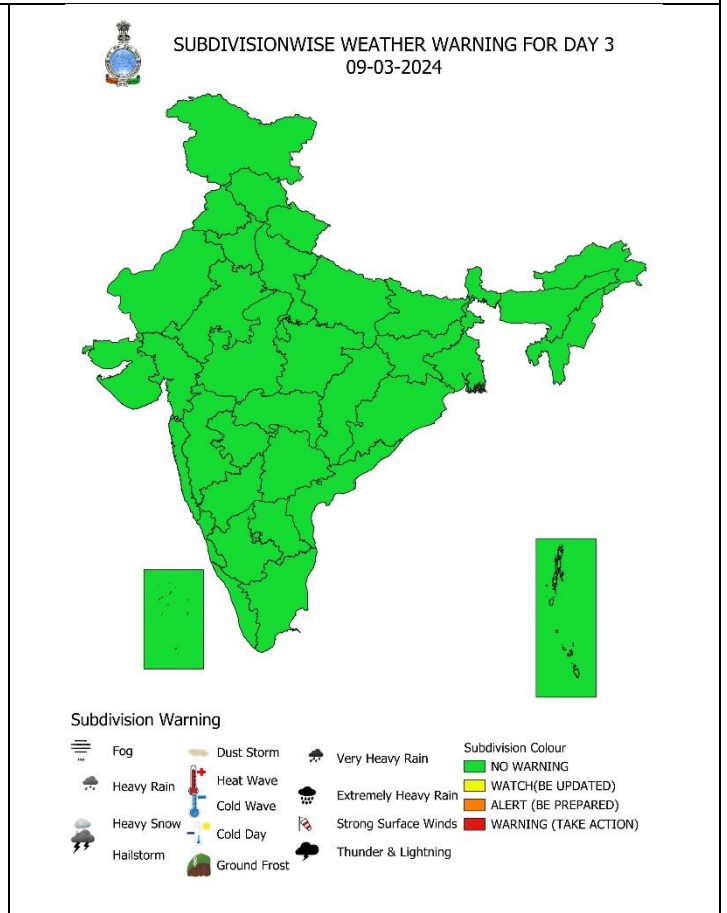 SUBDIVISIONWISE WEATHER WARNING FOR DAY 3
09-03-2024
Subdivision Warning
Fog
Heavy Rain
Heavy Snow
Hailstorm
Dust Storm
Heat Wave
Cold Wave
Cold Day
Ground Frost
Very Heavy Rain
Extremely Heavy Rain
Strong Surface Winds
Thunder & Lightning
Subdivision Colour
NO WARNING
WATCH(BE UPDATED)
ALERT (BE PREPARED)
WARNING (TAKE ACTION)